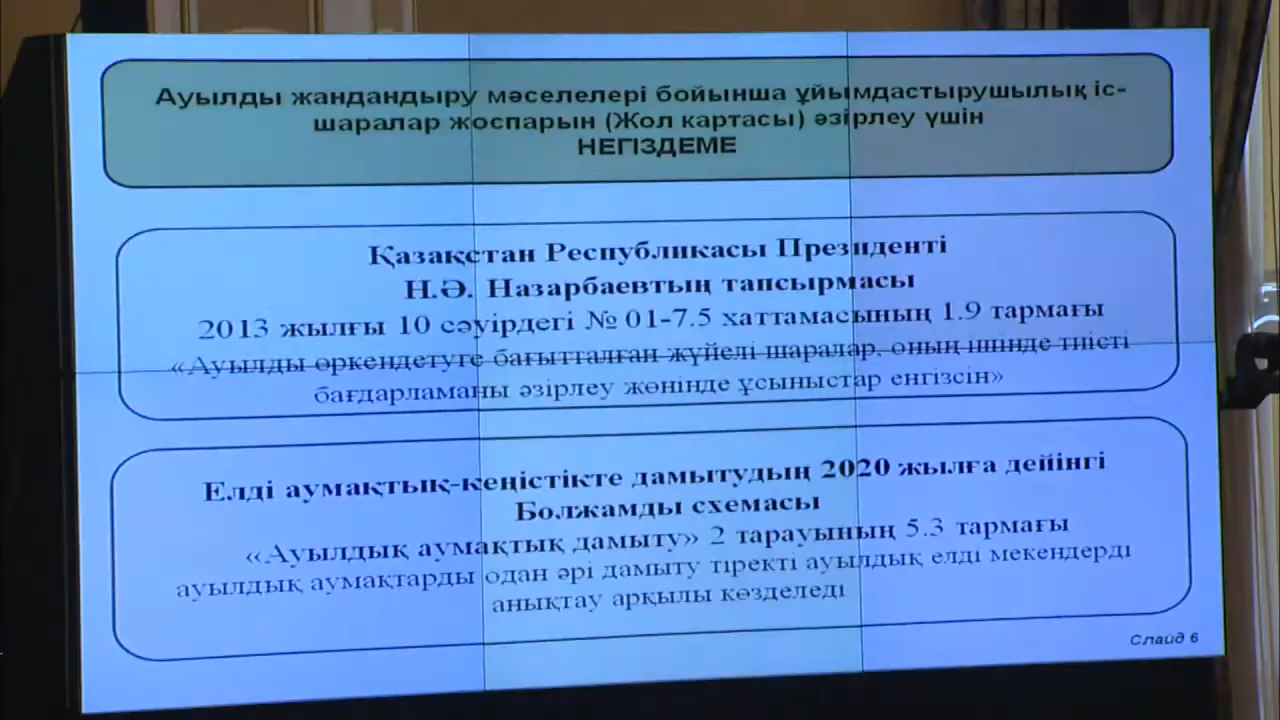 Ауылды жандандыру мәселелері бойынша ұйымдастырушылық іс-
шаралар жоспарын (Жол картасы) әзірлеу үшін
НЕГІЗДЕМЕ
Қазақстан Республикасы Президенті
Н.Ә. Назарбаевтың тапсырмасы
2013 жылғы 10 сәуірдегі № 01-7.5 хаттамасының 1.9 тармағы
«Ауылды өркендетуге бағытталған жүйелі шаралар, оның ішінде тиісті
бағдарламаны әзірлеу жөнінде ұсыныстар енгізсін»
Елді аумақтық-кеңістікте дамытудың 2020 жылға дейінгі
Болжамды схемасы
«Ауылдық аумақтық дамыту» 2 тарауының 5.3 тармағы
ауылдық аумақтарды одан әрі дамыту тіректі ауылдық елді мекендерді
анықтау арқылы көзделеді
Слайд 6